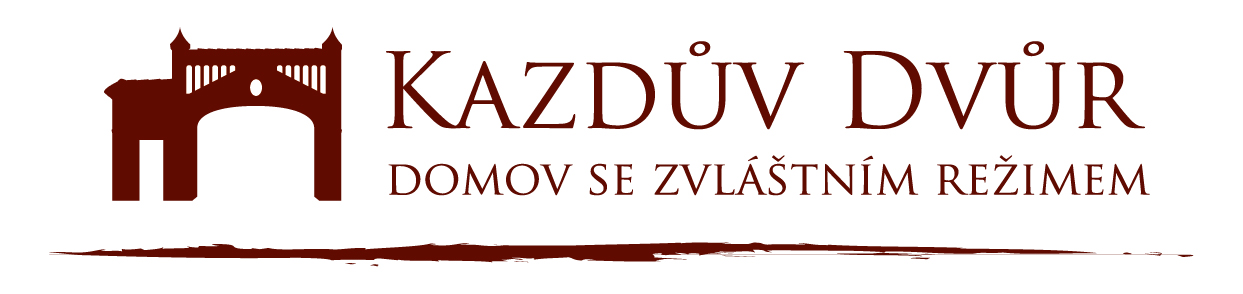 KAZDŮV DVŮR
DOMOV SE ZVLÁŠTNÍM REŽIMEM